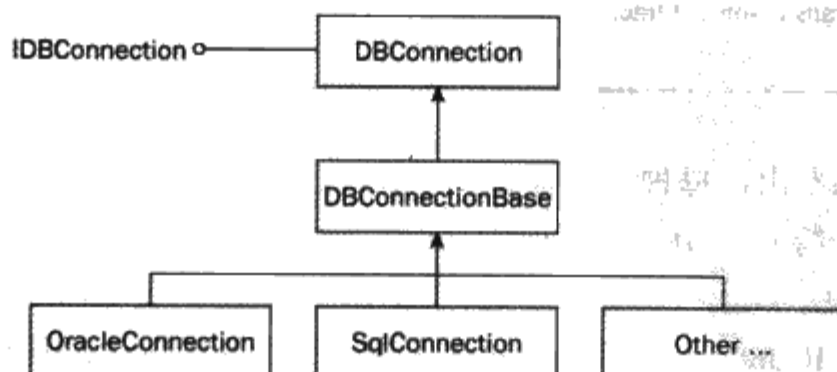 IDBConnection
DBConnection
DBConnectionBase
OracleConnection
SqlConnection
Other ...